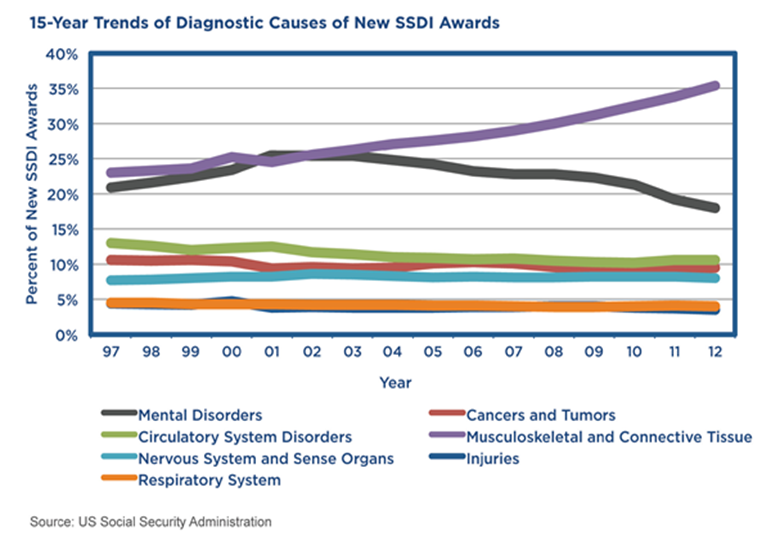 15-Year Trends of Diagnostic Causes of New SSDI Awards
40%
35%
30%
25%
20%
15%
10%
5%
0%
Percent of New SSDI Awards
97 98 99 00 01 02 03 04 05 06 07 08 09 10 11 12
Year
Mental Disorders
Cancers and Tumors
Circulatory System Disorders
Musculoskeletal and Connective Tissue
Nervous System and Sense Organs
Injuries
Respiratory System
Source: US Social Security Administration